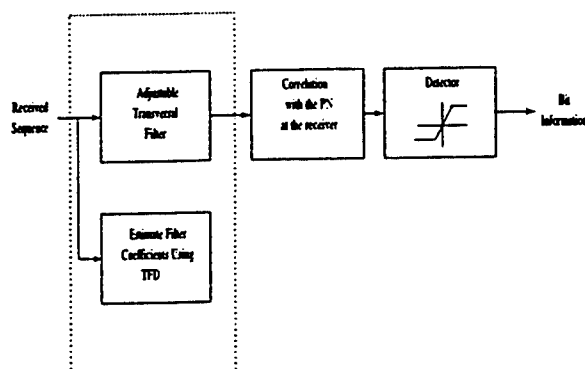 Received
Sequence
Adjustable
Transversal
Filter
Correlation
with the PN
at the receiver
Detector
Bit
Information
Estimate Filter
Coefficients Using
TFD